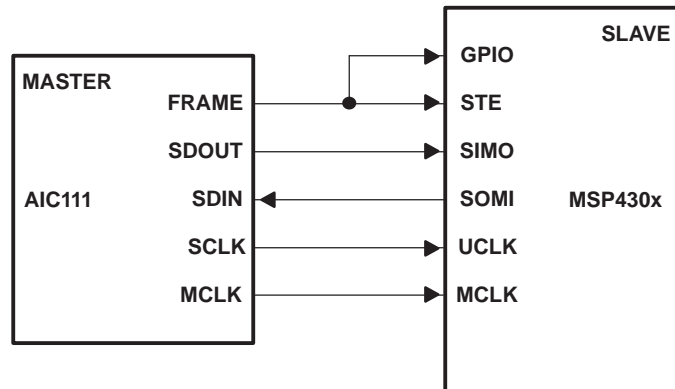 SLAVE
GPIO
MASTER
FRAME STE
SDOUT SIMO
AIC111 SDIN SOMI MSP430x
SCLK UCLK
MCLK MCLK